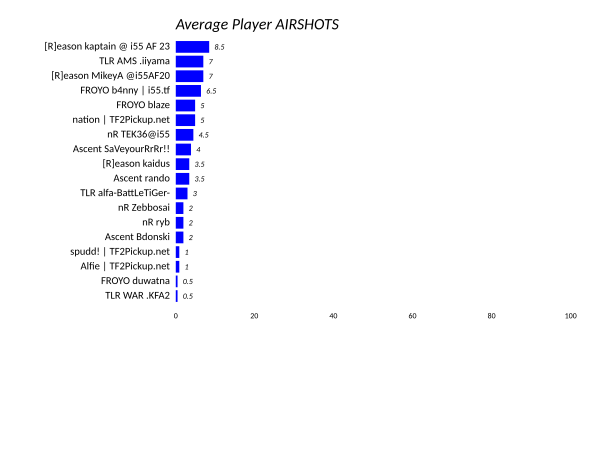 Average Player AIRSHOTS
[R]eason kaptain @ i55 AF 23 8.5
TLR AMS .iiyama 7
[R]eason MikeyA @i55AF20 7
FROYO b4nny | i55.tf 6.5
FROYO blaze 5
nation | TF2Pickup.net 5
nR TEK36@i55 4.5
Ascent SaVeyourRrRr!! 4
[R]eason kaidus 3.5
Ascent rando 3.5
TLR alfa-BattLeTiGer- 3
nR Zebbosai 2
nR ryb 2
Ascent Bdonski 2
spudd! | TF2Pickup.net 1
Alfie | TF2Pickup.net 1
FROYO duwatna 0.5
TLR WAR .KFA2 0.5
0 20 40 60 80 100